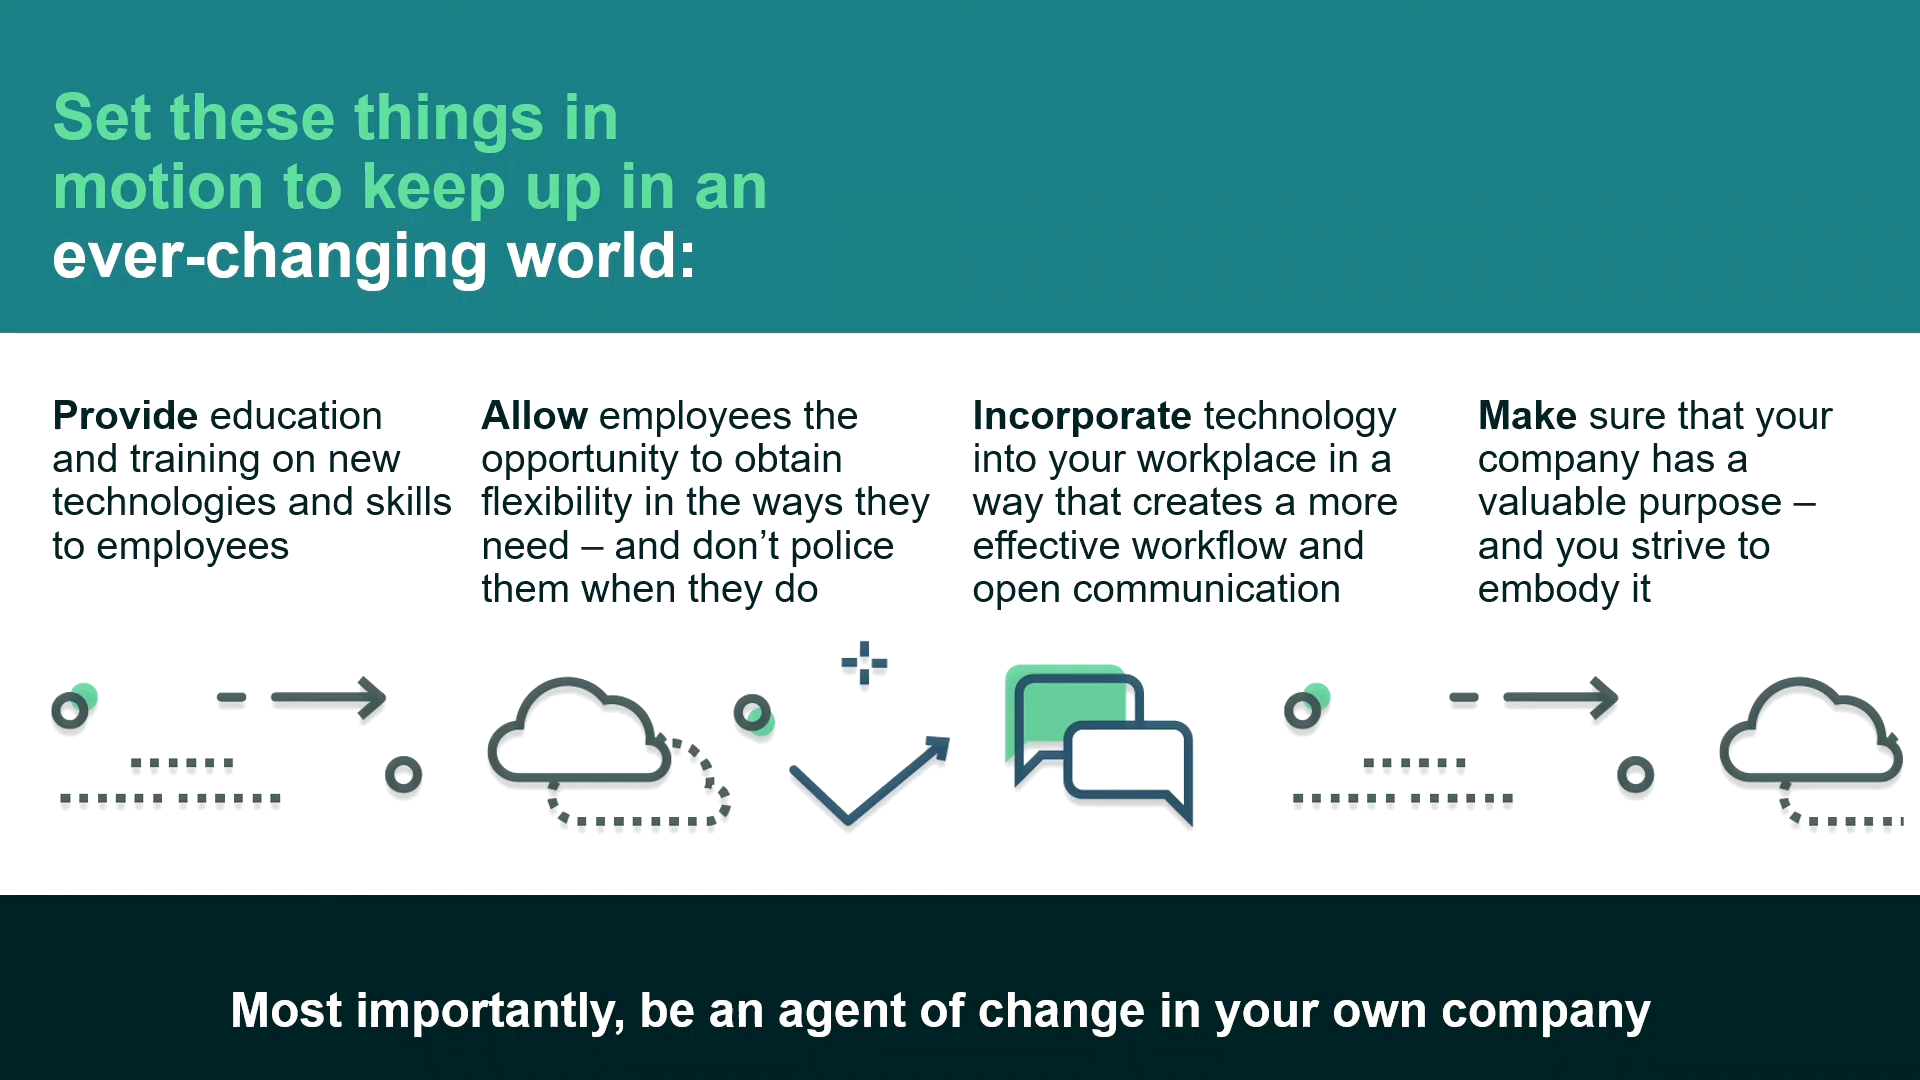 Set these things in
motion to keep up in an
ever-changing world:
Provide education
and training on new
technologies and skills
to employees
Allow employees the
opportunity to obtain
flexibility in the ways they
need – and don’t police
them when they do
Incorporate technology
into your workplace in a
way that creates a more
effective workflow and
open communication
Make sure that your
company has a
valuable purpose –
and you strive to
embody it
Most importantly, be an agent of change in your own company